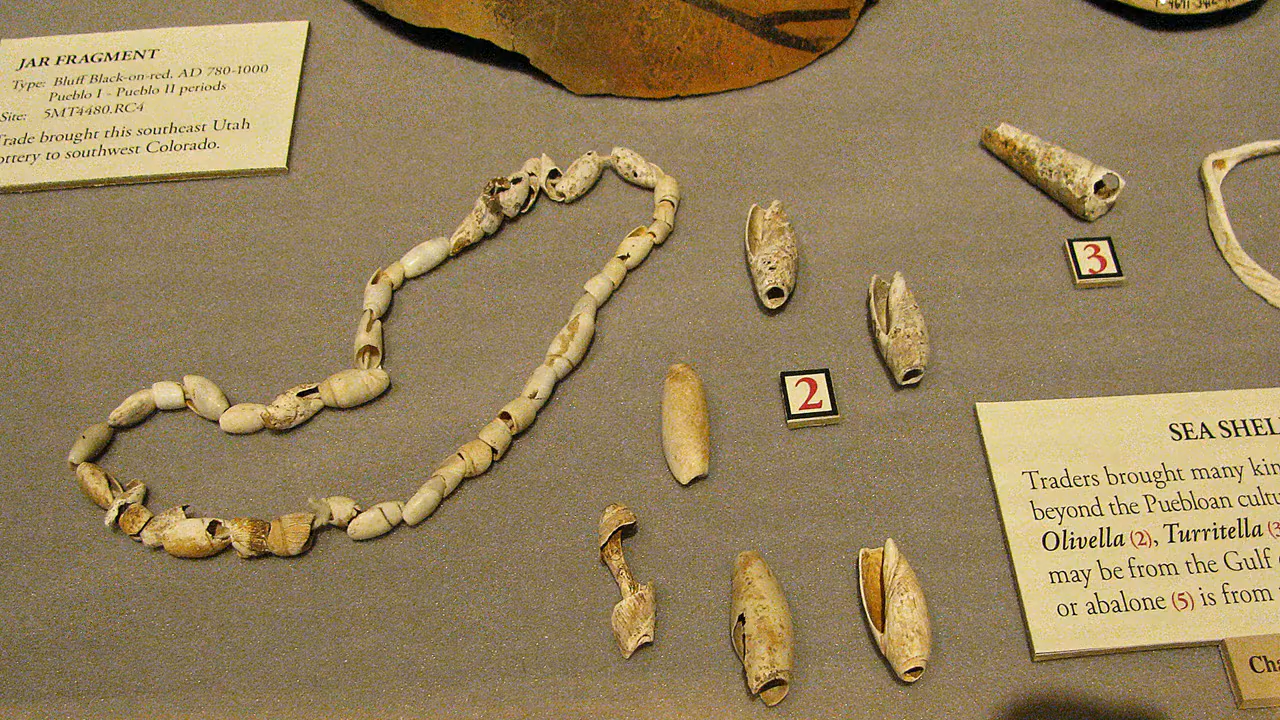 JAR FRAGMENT
Type: Bluff Black-on-red, AD 780-1000
Pueblo I - Pueblo II periods
Site: 5MT4480.RC4
Trade brought this southeast Utah
ottery to southwest Colorado.
3
2
SEA SHEL
Traders brought many kin
beyond the Puebloan cultu
Olivella (2), Turritella (3
may be from the Gulf
or abalone (5) is from
Cha